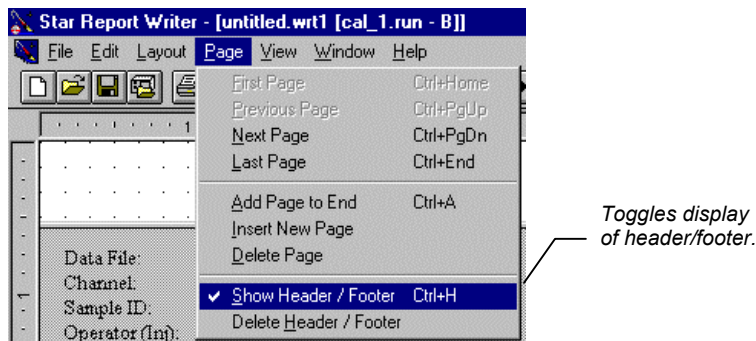 Star Report Writer - [untitled.wrt1 [cal_1.run - B]]
File Edit Layout Page View Window Help
First Page Ctrl+Home
Previous Page Ctrl+PgUp
1
Next Page Ctrl+PgDn
Last Page Ctrl+End
Add Page to End Ctrl+A
Insert New Page
Delete Page
Toggles display
of header/footer.
Data File:
Channel:
Sample ID:
Operator (Inj):
1
✔ Show Header / Footer Ctrl+H
Delete Header / Footer